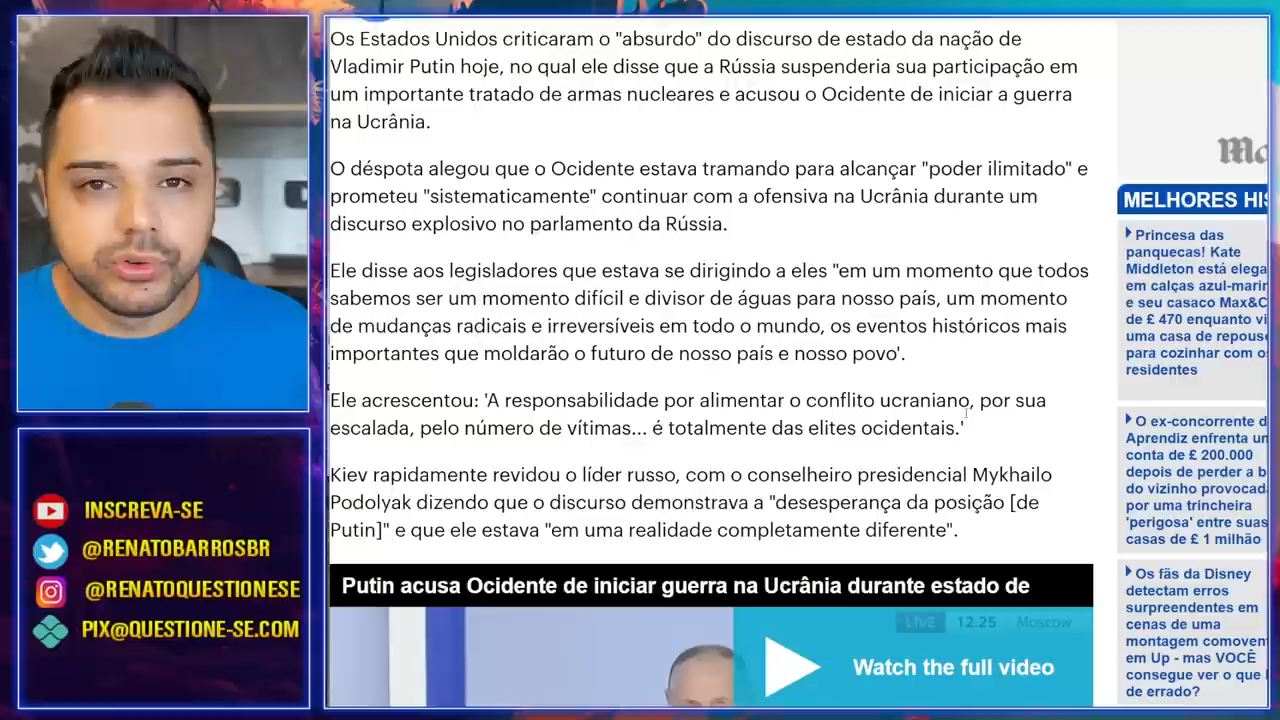 Os Estados Unidos criticaram o "absurdo" do discurso de estado da nação de
Vladimir Putin hoje, no qual ele disse que a Rússia suspenderia sua participação em
um importante tratado de armas nucleares e acusou o Ocidente de iniciar a guerra
na Ucrânia.
O déspota alegou que o Ocidente estava tramando para alcançar "poder ilimitado" e
prometeu "sistematicamente" continuar com a ofensiva na Ucrânia durante um
discurso explosivo no parlamento da Rússia.
Ele disse aos legisladores que estava se dirigindo a eles "em um momento que todos
sabemos ser um momento difícil e divisor de águas para nosso país, um momento
de mudanças radicais e irreversíveis em todo o mundo, os eventos históricos mais
importantes que moldarão o futuro de nosso país e nosso povo'.
Ele acrescentou: 'A responsabilidade por alimentar o conflito ucraniano, por sua
escalada, pelo número de vítimas... é totalmente das elites ocidentais.'
Kiev rapidamente revidou o líder russo, com o conselheiro presidencial Mykhailo
Podolyak dizendo que o discurso demonstrava a "desesperança da posição [de
Putin]" e que ele estava "em uma realidade completamente diferente".
Putin acusa Ocidente de iniciar guerra na Ucrânia durante estado de
LIVE 12.25 Moscow
Watch the full video
MELHORES HIS
Princesa das
panquecas! Kate
Middleton está elega
em calças azul-marin
e seu casaco Max&C
de £ 470 enquanto vi
uma casa de repous
para cozinhar com o
residentes
O ex-concorrente d
Aprendiz enfrenta u
conta de £ 200.000
depois de perder a b
do vizinho provocad
por uma trincheira
'perigosa' entre suas
casas de £ 1 milhão
Os fãs da Disney
detectam erros
surpreendentes em
cenas de uma
montagem comoven
em Up - mas VOCÊ
consegue ver o que
de errado?
INSCREVA-SE
@RENATOBARROSBR
@RENATOQUESTIONESE
PIX@QUESTIONE-SE.COM